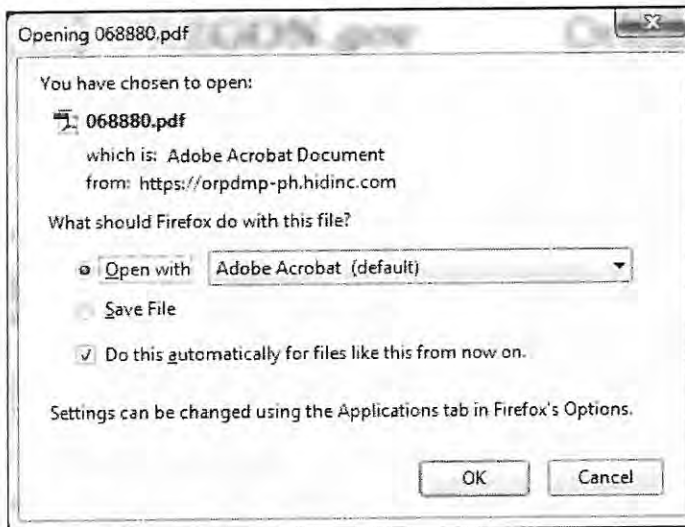 Opening 068880.pdf
You have chosen to open:
068880.pdf
which is: Adobe Acrobat Document
from: https://orpdmp-ph.hidinc.com
What should Firefox do with this file?
Open with Adobe Acrobat (default)
Save File
Do this automatically for files like this from now on.
Settings can be changed using the Applications tab in Firefox's Options.
OK Cancel